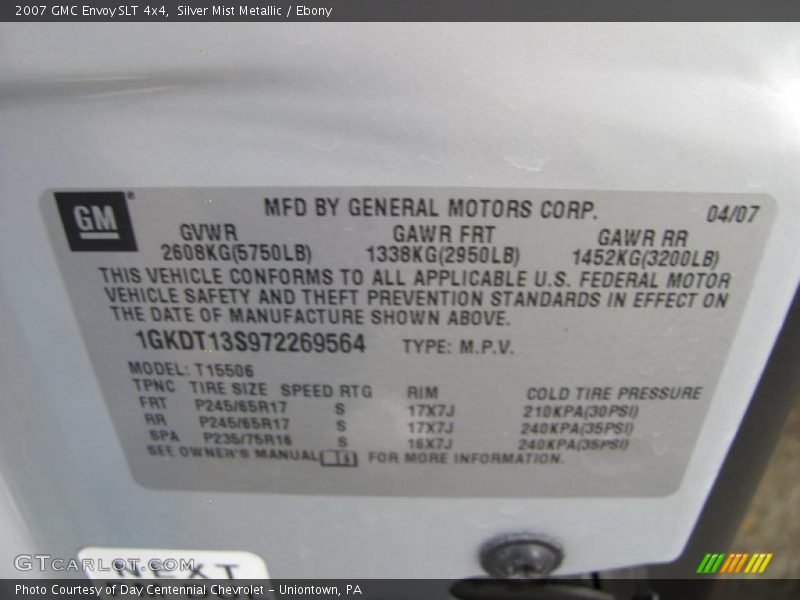 2007 GMC Envoy SLT 4x4, Silver Mist Metallic / Ebony
GM
MFD BY GENERAL MOTORS CORP. 04/07
GVWR GAWR FRT GAWR RR
2608KG(5750LB) 1338KG(2950LB) 1452KG(3200LB)
THIS VEHICLE CONFORMS TO ALL APPLICABLE U.S. FEDERAL MOTOR
VEHICLE SAFETY AND THEFT PREVENTION STANDARDS IN EFFECT ON
THE DATE OF MANUFACTURE SHOWN ABOVE.
1GKDT13S972269564 TYPE: M.P.V.
MODEL: T15506
TPNC TIRE SIZE SPEED RTG RIM COLD TIRE PRESSURE
FRT P245/65R17 S 17X7J 210KPA(30PSI)
RR P245/65R17 S 17X7J 240KPA(35PSI)
SPA P235/75R16 S 16X7J 240KPA(35PSI)
SEE OWNER'S MANUAL FOR MORE INFORMATION.
NEXT
GTCarLot.com
Photo Courtesy of Day Centennial Chevrolet - Uniontown, PA